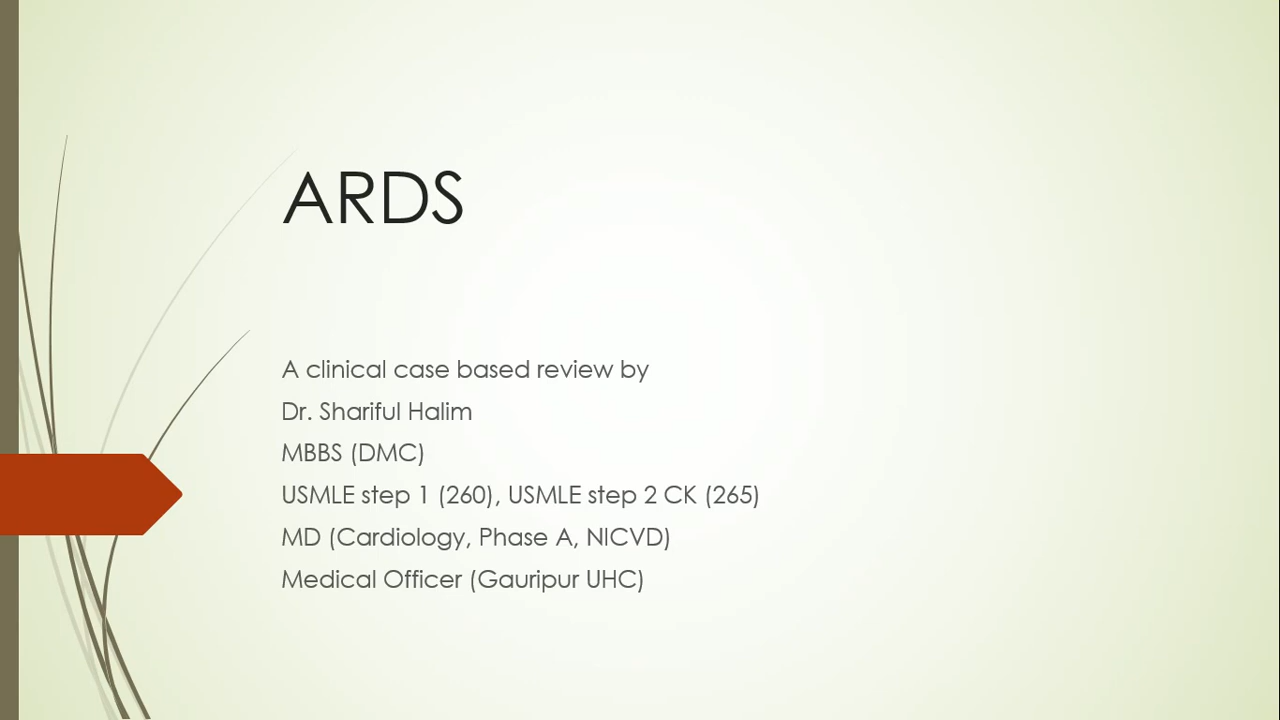 ARDS
A clinical case based review by
Dr. Shariful Halim
MBBS (DMC)
USMLE step 1 (260), USMLE step 2 CK (265)
MD (Cardiology, Phase A, NICVD)
Medical Officer (Gauripur UHC)